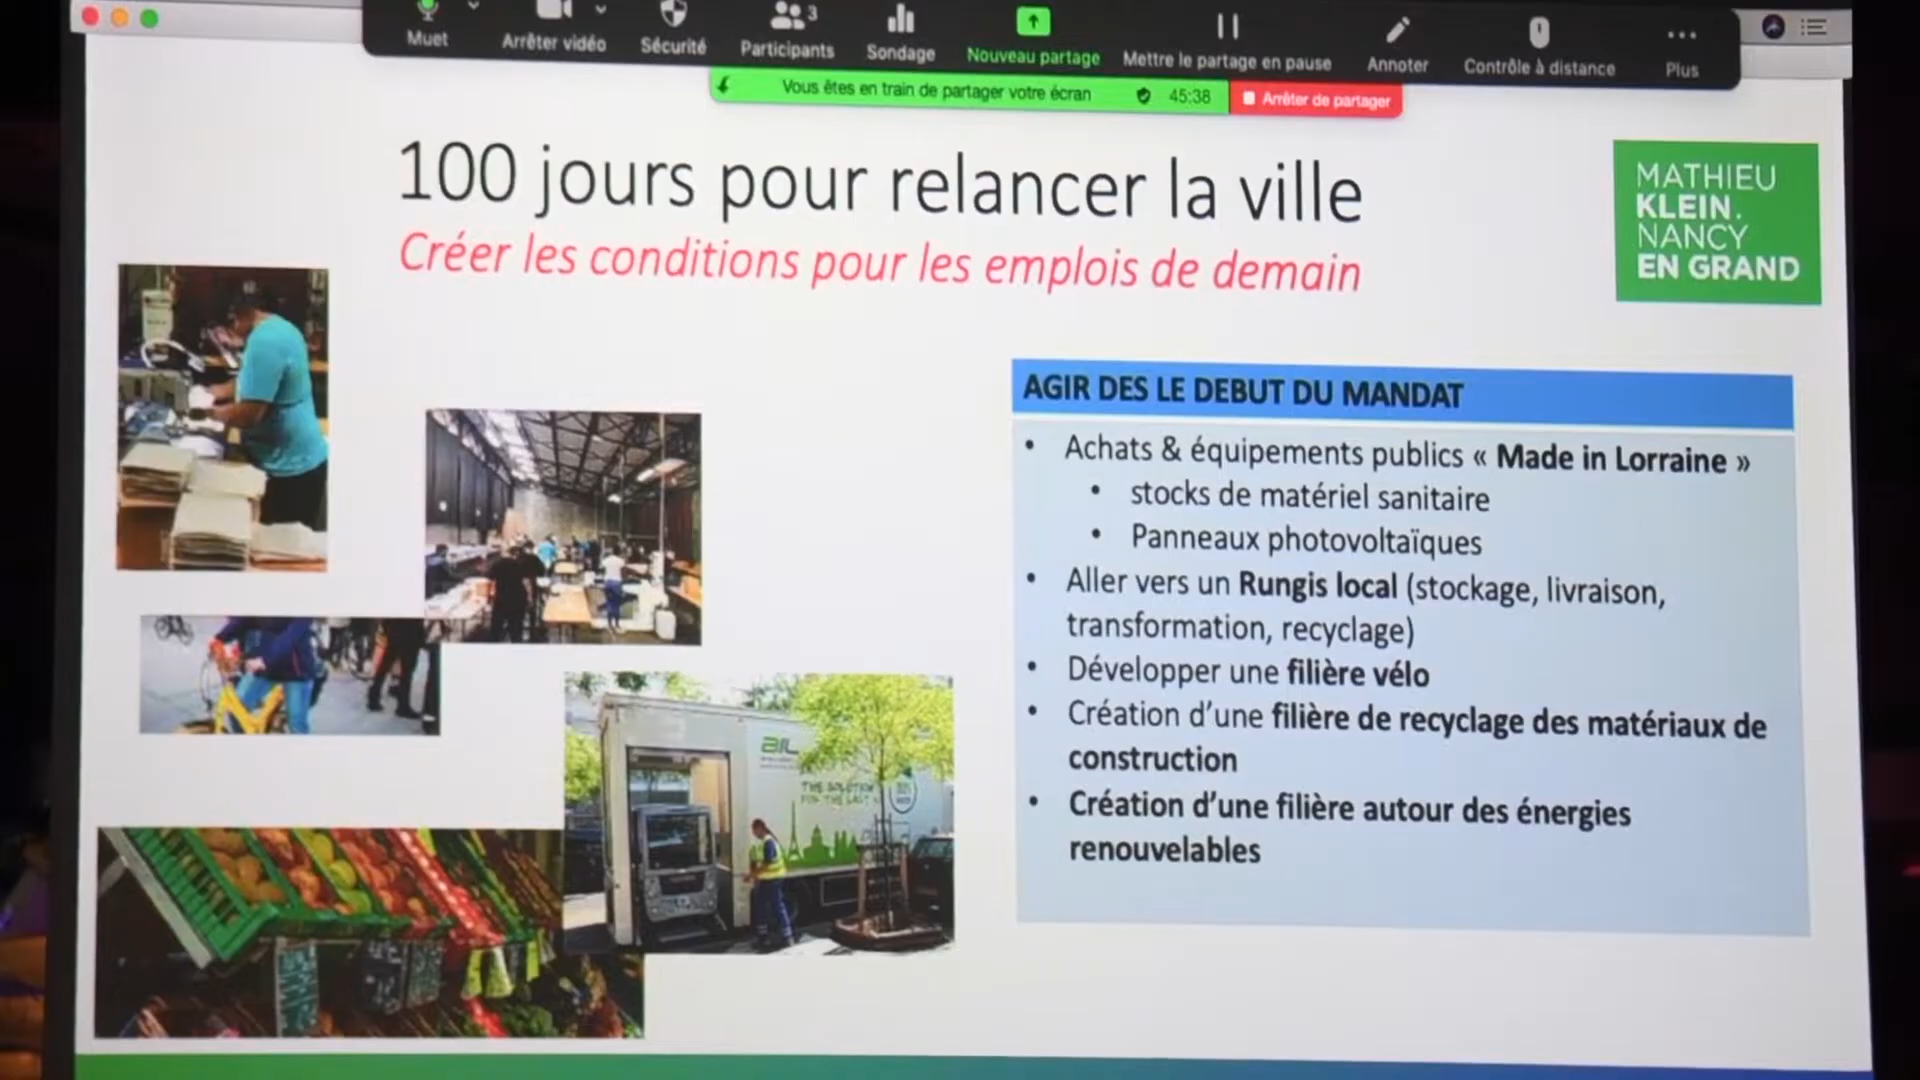 Muet
Arrêter vidéo
Sécurité
3
Participants
Sondage
Nouveau partage
Mettre le partage en pause
Annoter
Contrôle à distance
Plus
Vous êtes en train de partager votre écran
45:38
Arrêter de partager
100 jours pour relancer la ville
Créer les conditions pour les emplois de demain
MATHIEU
KLEIN.
NANCY
EN GRAND
AGIR DES LE DEBUT DU MANDAT
• Achats & équipements publics « Made in Lorraine »
• stocks de matériel sanitaire
• Panneaux photovoltaïques
• Aller vers un Rungis local (stockage, livraison,
transformation, recyclage)
• Développer une filière vélo
• Création d'une filière de recyclage des matériaux de
construction
• Création d'une filière autour des énergies
renouvelables
THE SOLUTION
FOR THE LAST